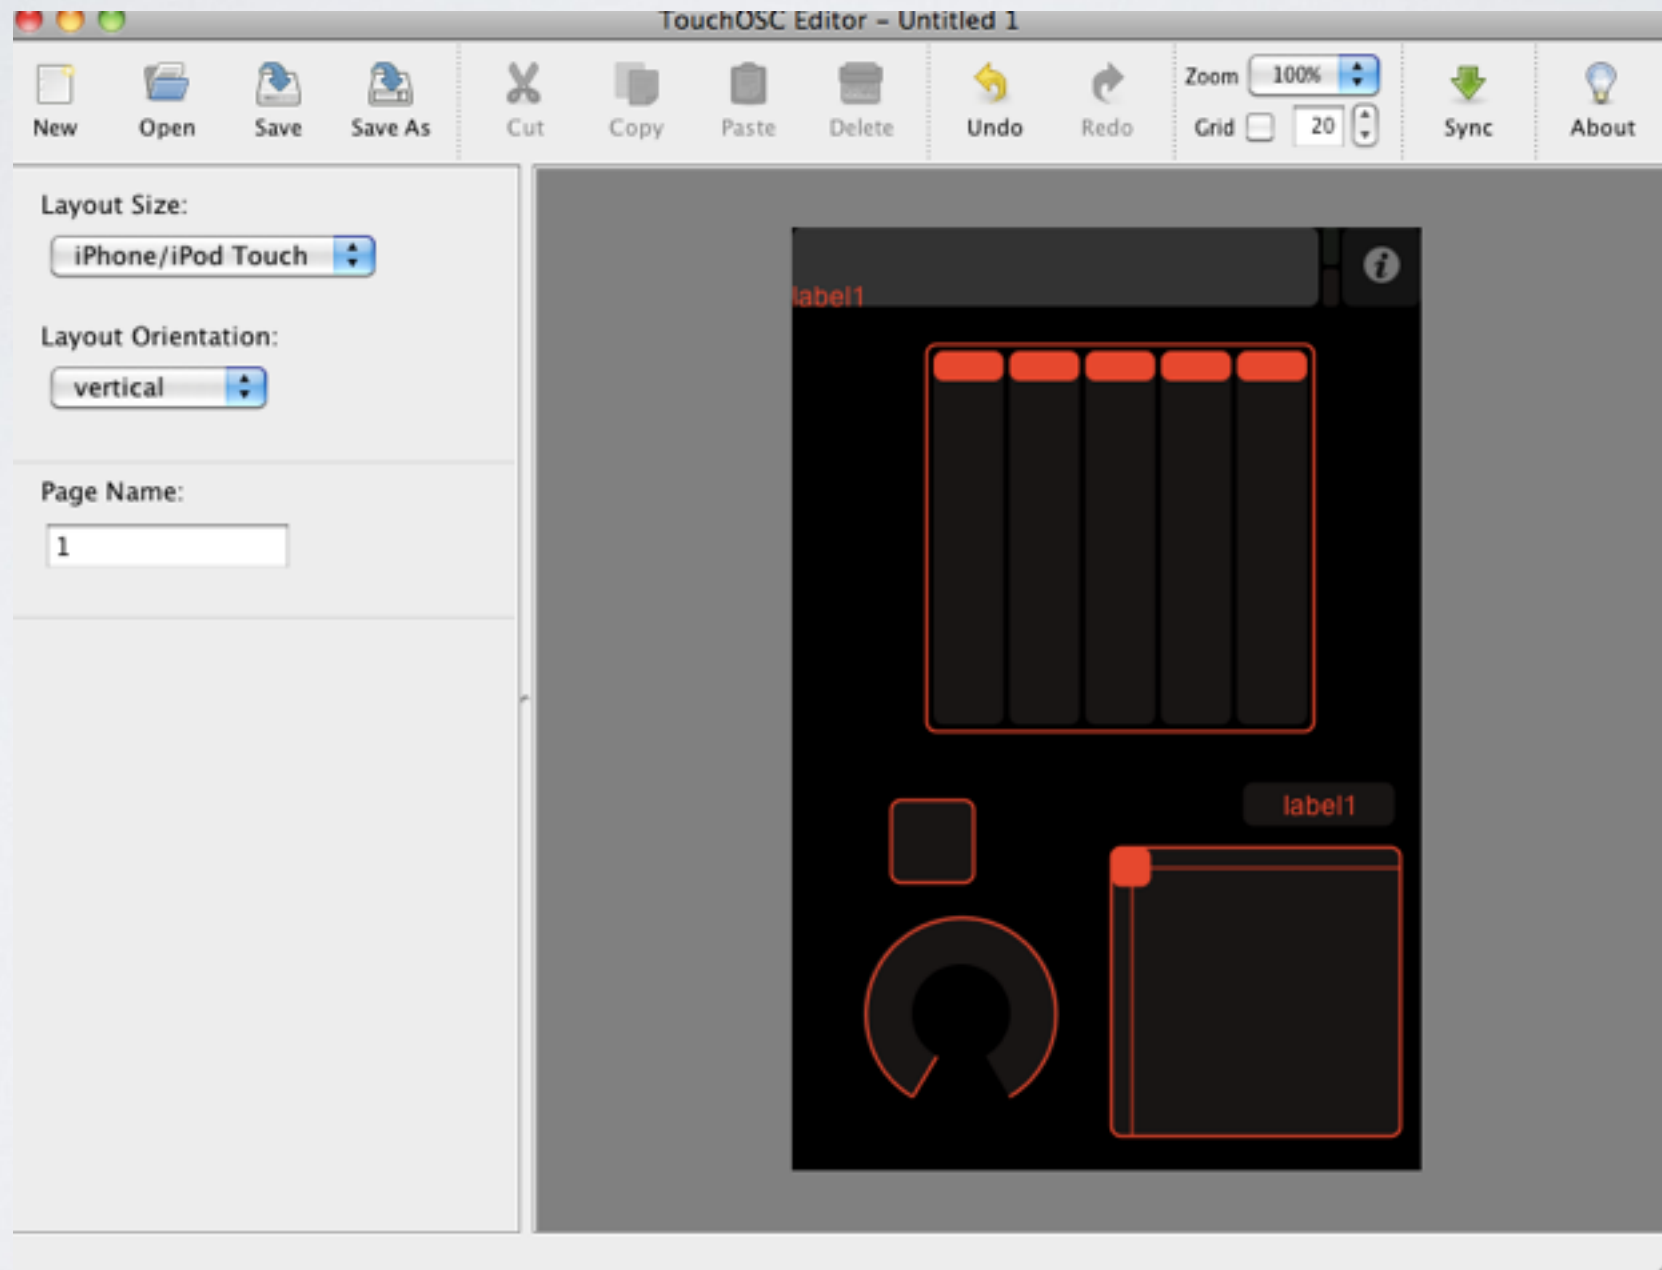 TouchOSC Editor – Untitled 1
New Open Save Save As Cut Copy Paste Delete Undo Redo Zoom 100% Grid 20 Sync About
Layout Size:
iPhone/iPod Touch
Layout Orientation:
vertical
Page Name:
1
label1
i
label1